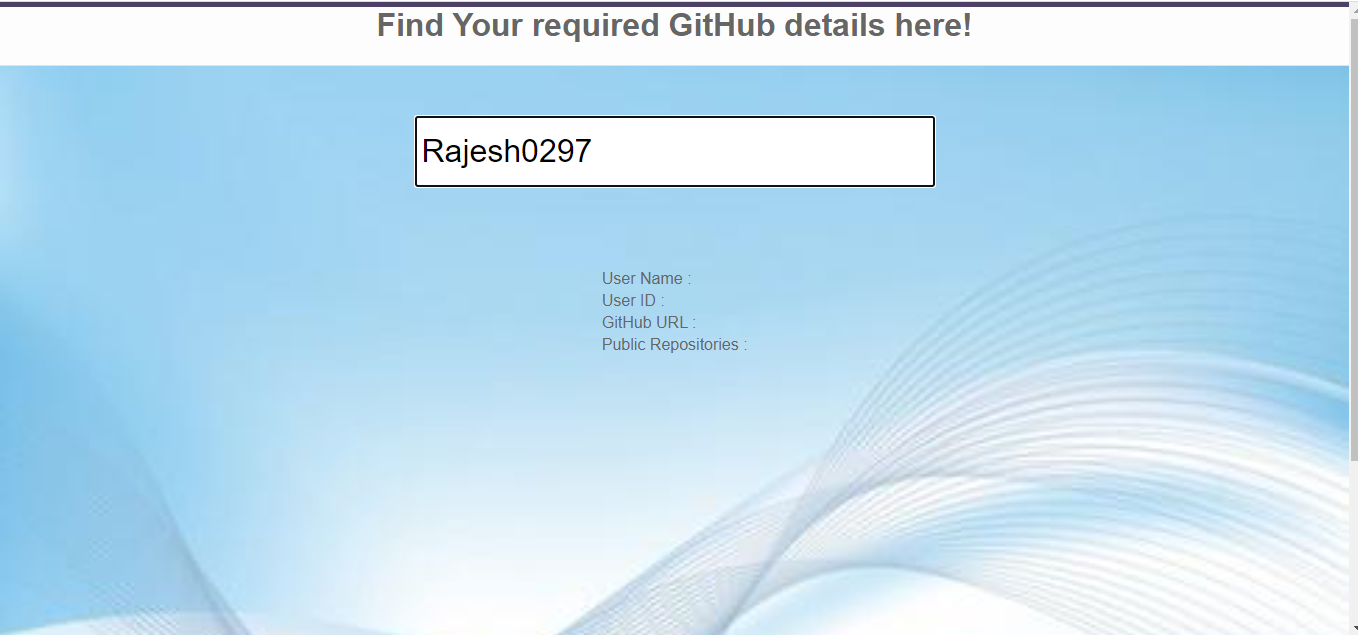 Find Your required GitHub details here!
Rajesh0297
User Name :
User ID :
GitHub URL :
Public Repositories :